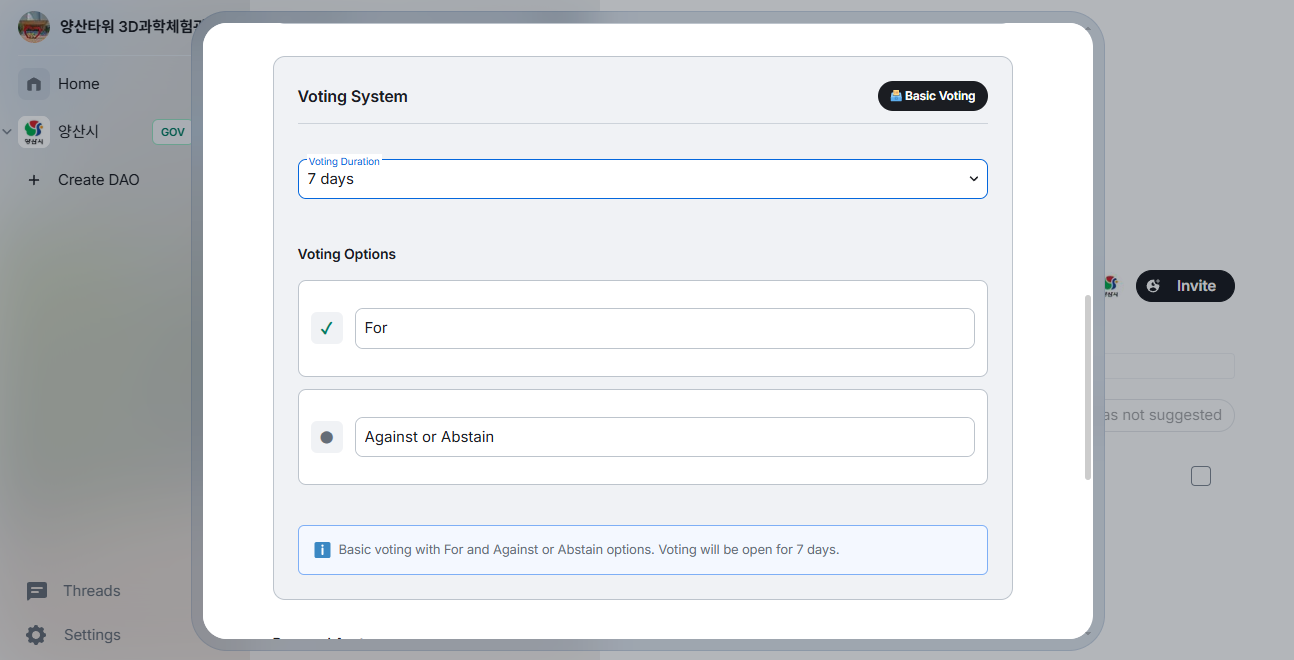 양산타워 3D과학체험
Home
양산시
GOV
Create DAO
Threads
Settings
Voting System
Basic Voting
Voting Duration
7 days
Voting Options
For
Against or Abstain
Basic voting with For and Against or Abstain options. Voting will be open for 7 days.
Invite
as not suggested